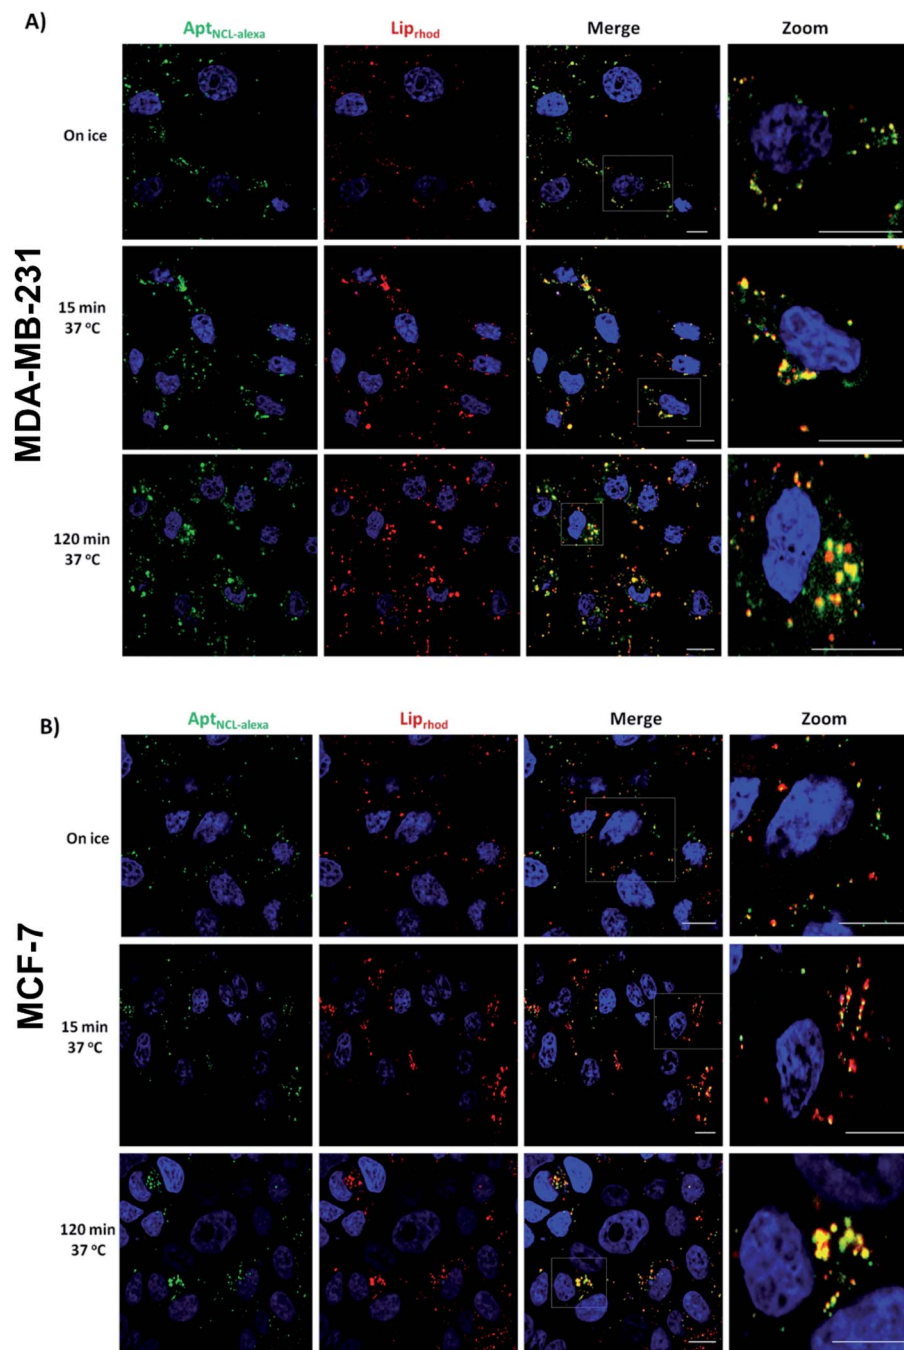 A)
Apt NCL-alexa Lip rhod Merge Zoom
MDA-MB-231
On ice
15 min
37 °C
120 min
37 °C
B)
Apt NCL-alexa Lip rhod Merge Zoom
MCF-7
On ice
15 min
37 °C
120 min
37 °C